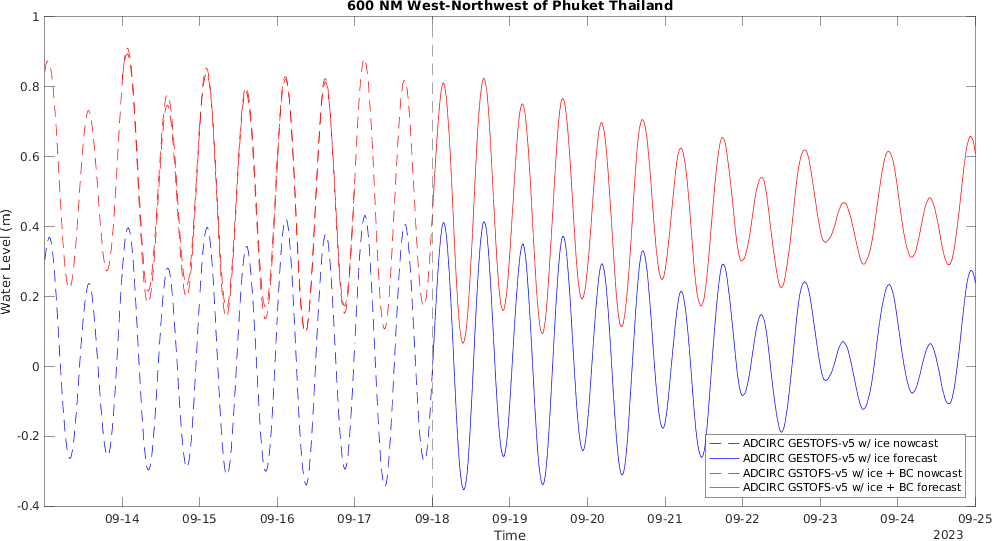 600 NM West-Northwest of Phuket Thailand
1
0.8
0.6
0.4
0.2
0
-0.2
-0.4
Water Level (m)
ADCIRC GESTOFS-v5 w/ ice nowcast
ADCIRC GESTOFS-v5 w/ ice forecast
ADCIRC GSTOFS-v5 w/ ice + BC nowcast
ADCIRC GSTOFS-v5 w/ ice + BC forecast
09-14 09-15 09-16 09-17 09-18 09-19 09-20 09-21 09-22 09-23 09-24 09-25
Time
2023